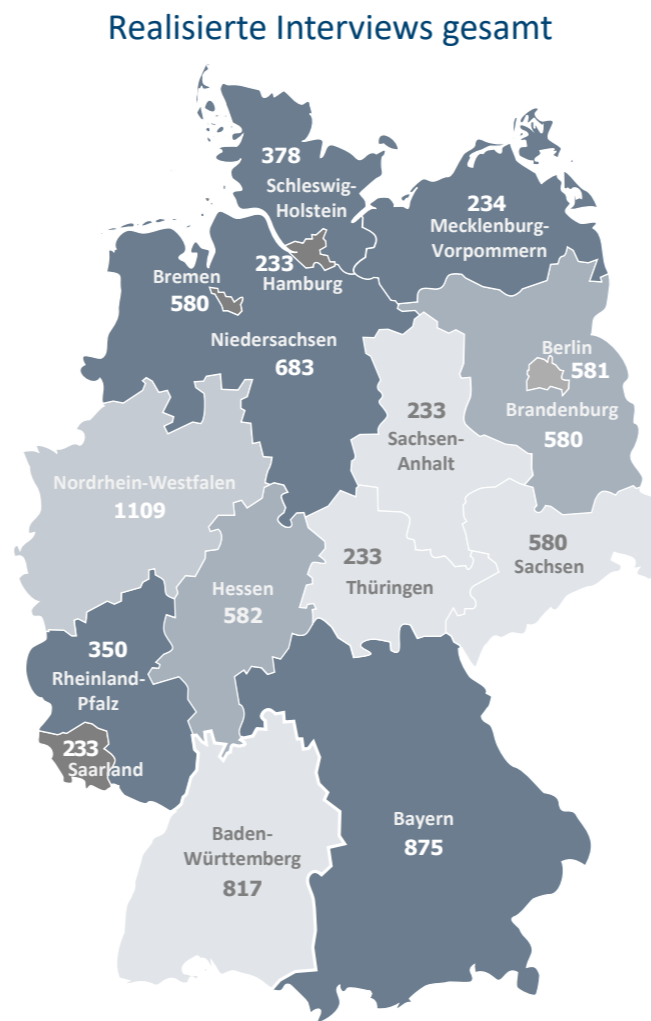 Realisierte Interviews gesamt
378
Schleswig-
Holstein
234
Mecklenburg-
Vorpommern
233
Hamburg
Bremen
580
Niedersachsen
683
Berlin
581
Brandenburg
580
233
Sachsen-
Anhalt
Nordrhein-Westfalen
1109
580
Sachsen
233
Thüringen
Hessen
582
350
Rheinland-
Pfalz
233
Saarland
Bayern
875
Baden-
Württemberg
817